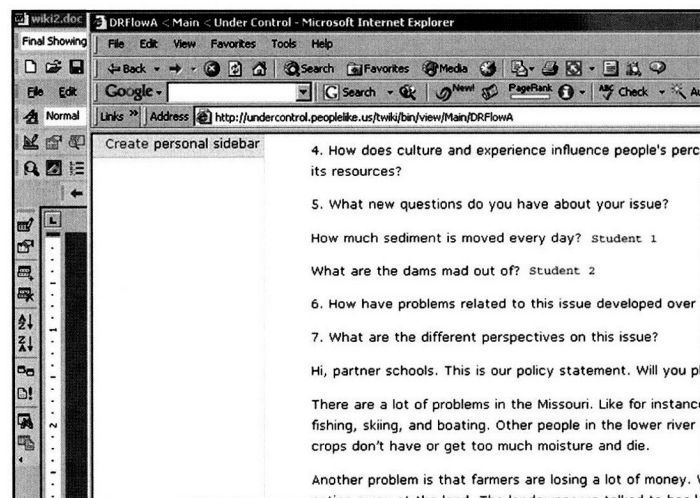 wiki2.doc
DRFlowA < Main < Under Control - Microsoft Internet Explorer
Final Showing
File Edit View Favorites Tools Help
Back
Search Favorites Media
File Edit
Google
Search New! PageRank Check
Normal
Links » Address http://undercontrol.peoplelike.us/twiki/bin/view/Main/DRFlowA
Create personal sidebar
4. How does culture and experience influence people's perc
its resources?
5. What new questions do you have about your issue?
How much sediment is moved every day? Student 1
What are the dams mad out of? Student 2
6. How have problems related to this issue developed over
7. What are the different perspectives on this issue?
Hi, partner schools. This is our policy statement. Will you pl
There are a lot of problems in the Missouri. Like for instanc
fishing, skiing, and boating. Other people in the lower river
crops don't have or get too much moisture and die.
Another problem is that farmers are losing a lot of money. I